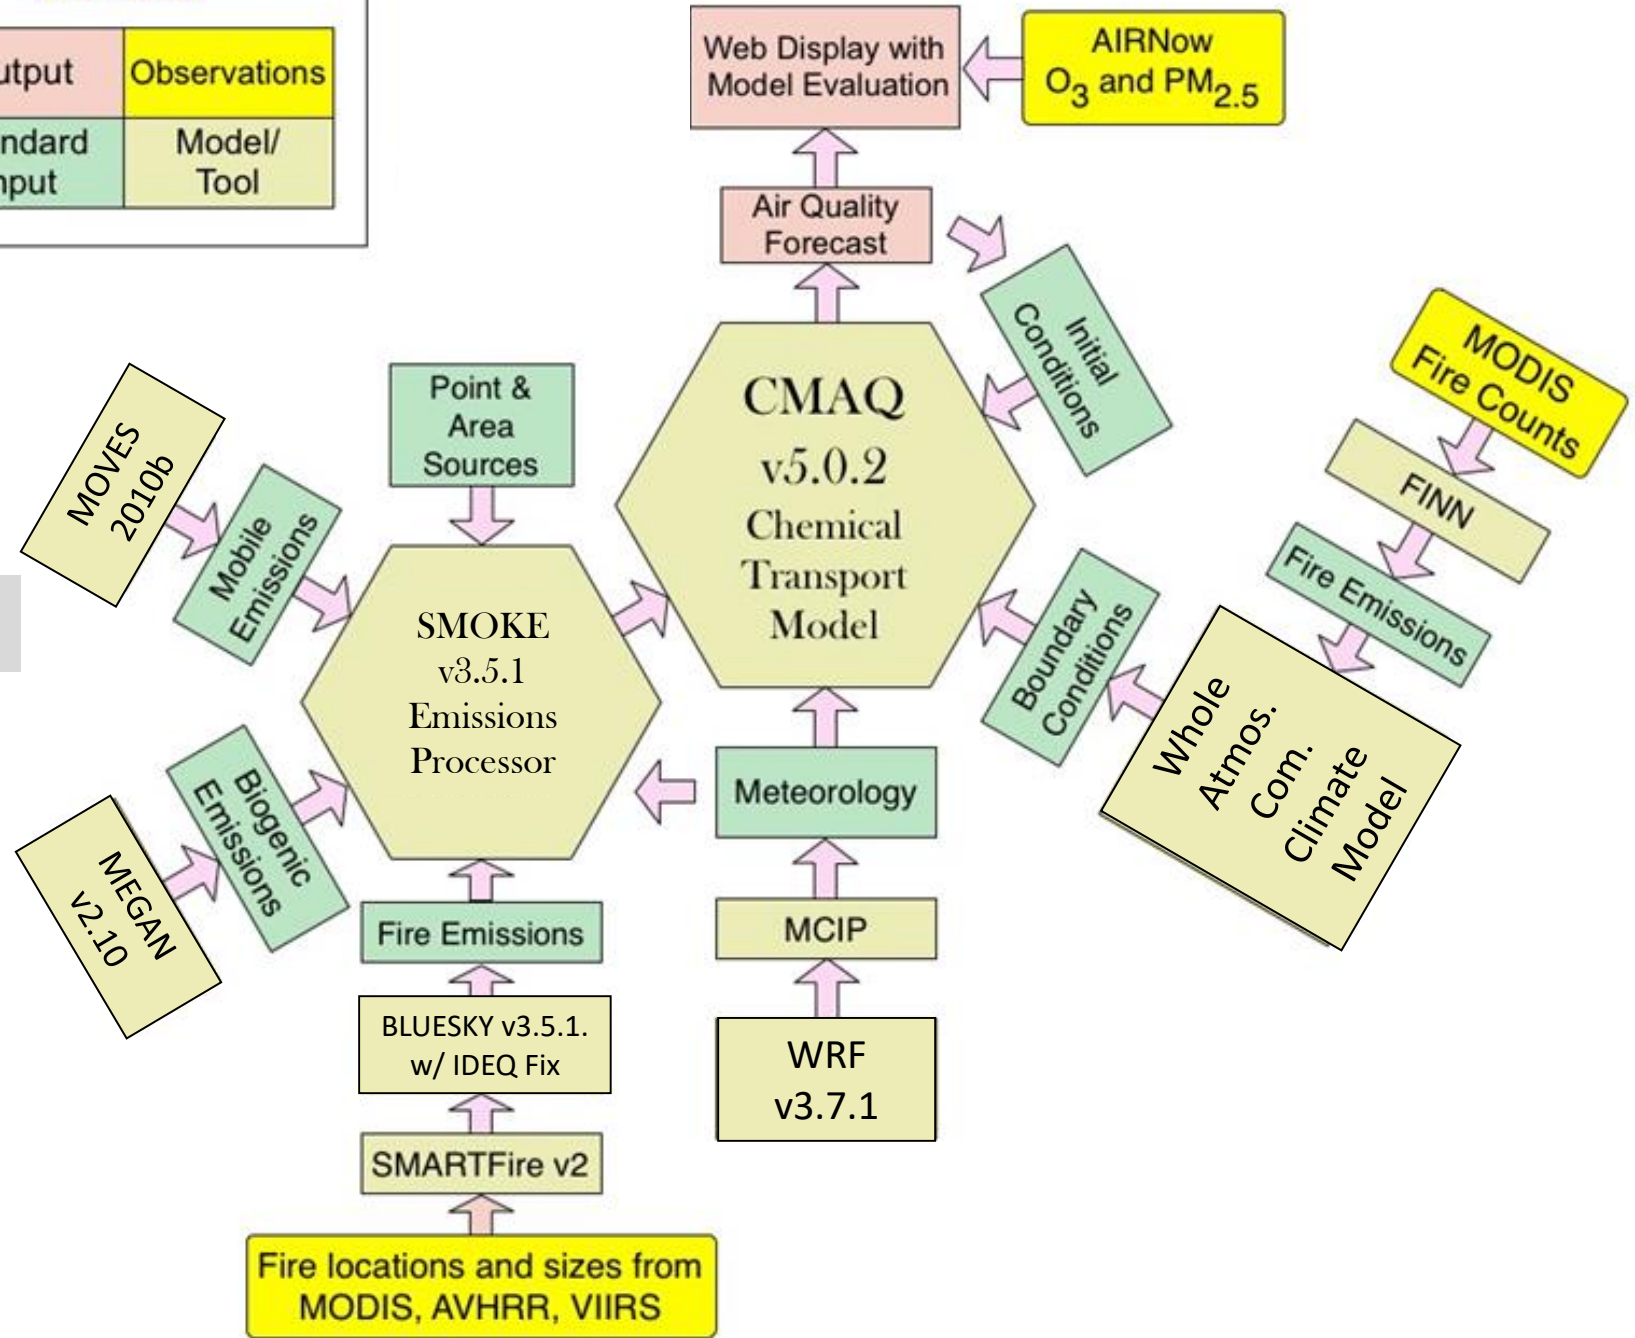 utput
Observations
ndard
nput
Model/
Tool
Web Display with
Model Evaluation
AIRNow
O3 and PM2.5
Air Quality
Forecast
Initial
Conditions
MODIS
Fire Counts
FINN
Fire Emissions
Whole
Atmos.
Com.
Climate
Model
Boundary
Conditions
CMAQ
v5.0.2
Chemical
Transport
Model
Point &
Area
Sources
MOVES
2010b
Mobile
Emissions
SMOKE
v3.5.1
Emissions
Processor
Biogenic
Emissions
MEGAN
v2.10
Meteorology
MCIP
WRF
v3.7.1
Fire Emissions
BLUESKY v3.5.1.
w/ IDEQ Fix
SMARTFire v2
Fire locations and sizes from
MODIS, AVHRR, VIIRS